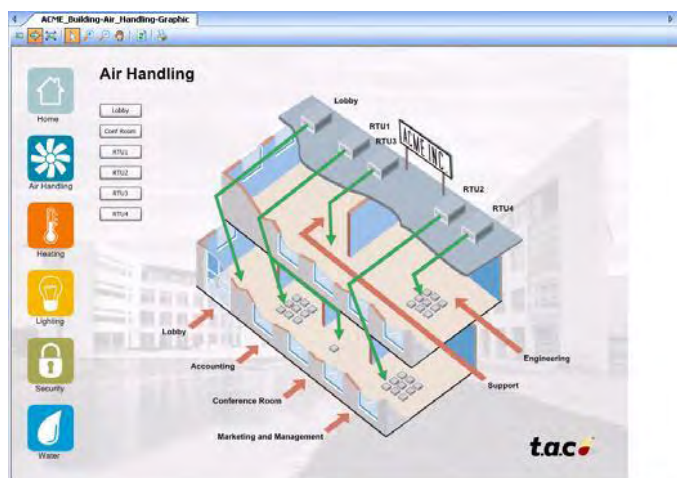 ACME_Building-Air_Handling-Graphic
Air Handling
Home
Air Handling
Heating
Lighting
Security
Water
Lobby
Conf Room
RTU1
RTU2
RTU3
RTU4
Lobby
RTU1
RTU3
ACME INC.
RTU2
RTU4
Lobby
Accounting
Conference Room
Marketing and Management
Engineering
Support
t.a.c